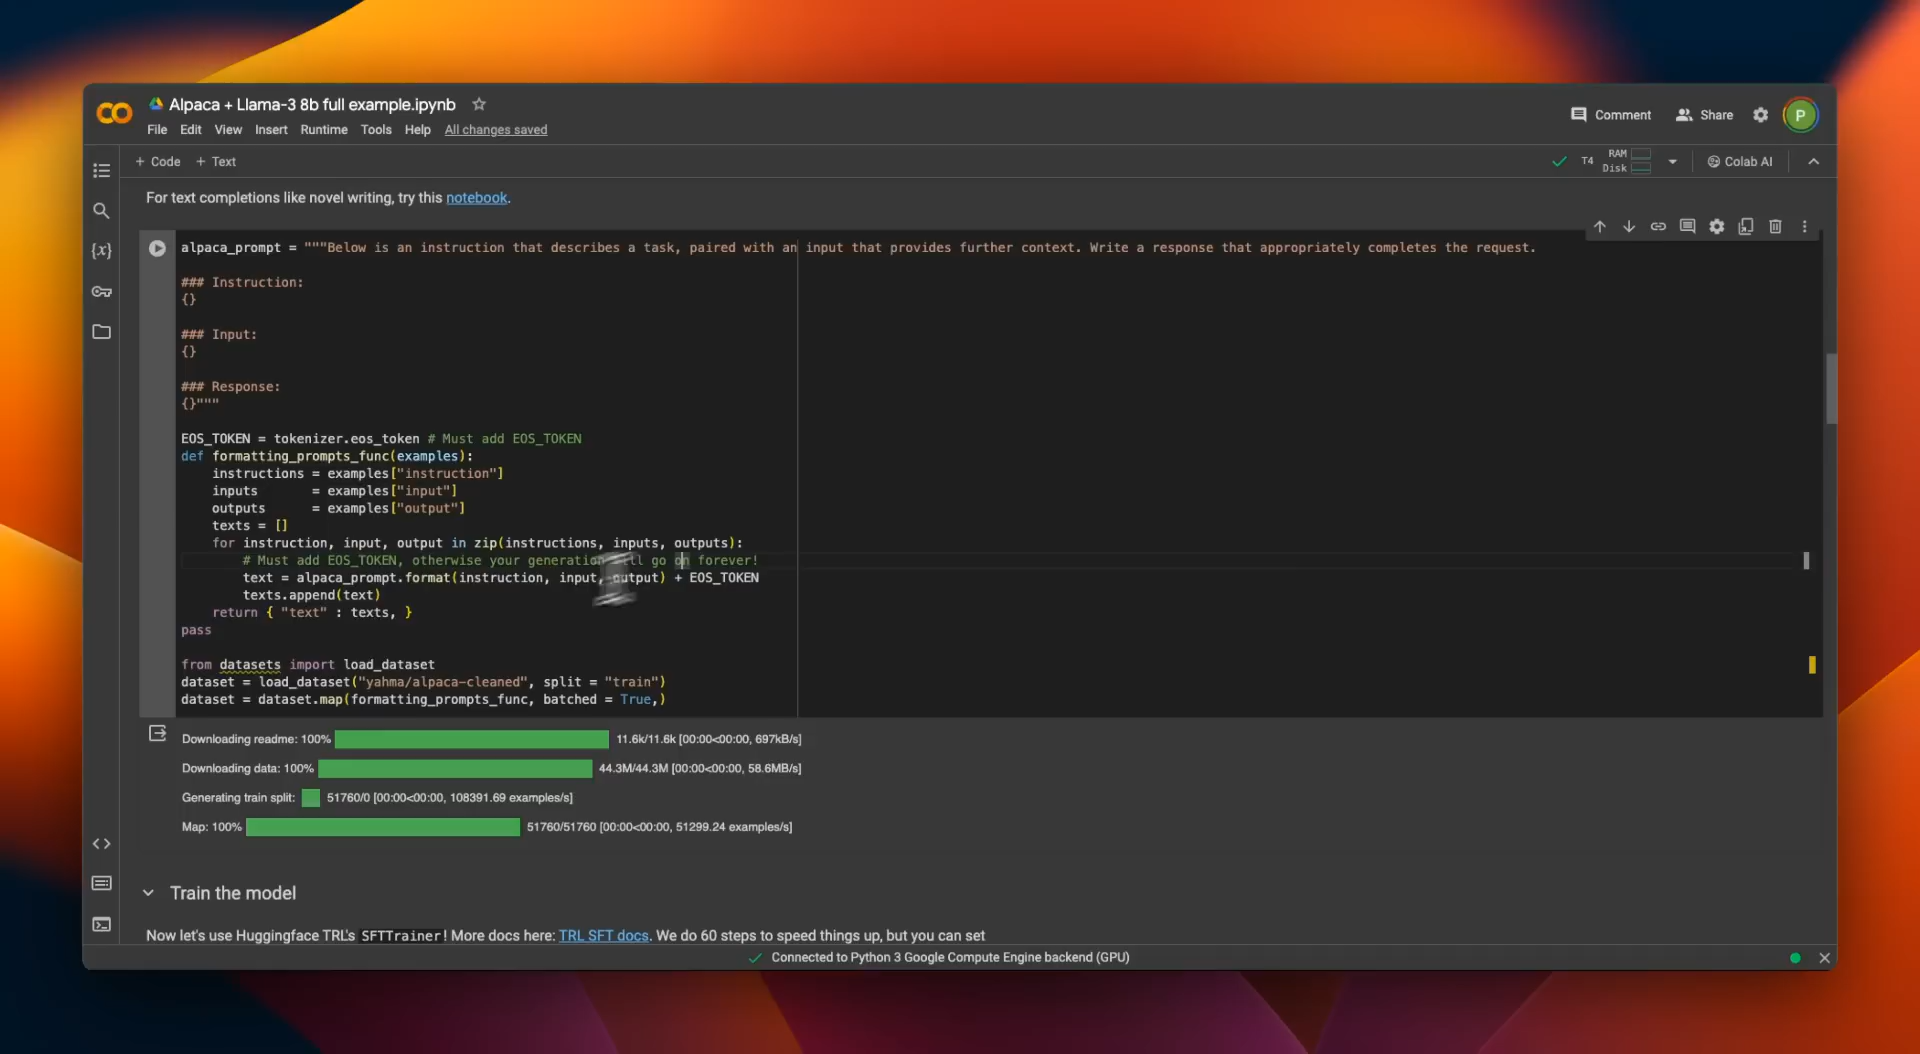 Alpaca + Llama-3 8b full example.ipynb
File Edit View Insert Runtime Tools Help All changes saved
Comment Share P
+ Code + Text
T4 RAM Disk Colab AI
For text completions like novel writing, try this notebook.
alpaca_prompt = """Below is an instruction that describes a task, paired with an input that provides further context. Write a response that appropriately completes the request.
### Instruction:
{}
### Input:
{}
### Response:
{}"""
EOS_TOKEN = tokenizer.eos_token # Must add EOS_TOKEN
def formatting_prompts_func(examples):
instructions = examples["instruction"]
inputs       = examples["input"]
outputs      = examples["output"]
texts = []
for instruction, input, output in zip(instructions, inputs, outputs):
# Must add EOS_TOKEN, otherwise your generation will go on forever!
text = alpaca_prompt.format(instruction, input, output) + EOS_TOKEN
texts.append(text)
return { "text" : texts, }
pass
from datasets import load_dataset
dataset = load_dataset("yahma/alpaca-cleaned", split = "train")
dataset = dataset.map(formatting_prompts_func, batched = True,)
Downloading readme: 100% 11.6k/11.6k [00:00<00:00, 697kB/s]
Downloading data: 100% 44.3M/44.3M [00:00<00:00, 58.6MB/s]
Generating train split: 51760/0 [00:00<00:00, 108391.69 examples/s]
Map: 100% 51760/51760 [00:00<00:00, 51299.24 examples/s]
Train the model
Now let's use Huggingface TRL's SFTTrainer! More docs here: TRL SFT docs. We do 60 steps to speed things up, but you can set
Connected to Python 3 Google Compute Engine backend (GPU)